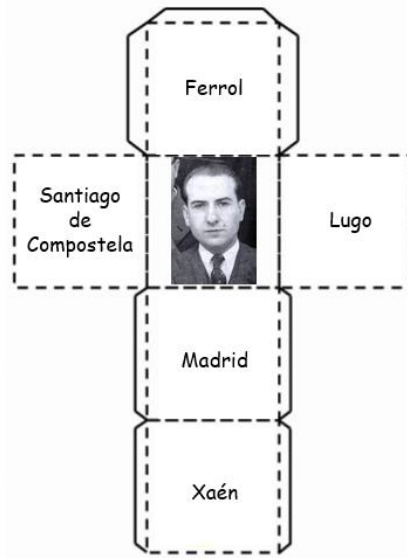 Ferrol
Santiago
de
Compostela
Lugo
Madrid
Xaén